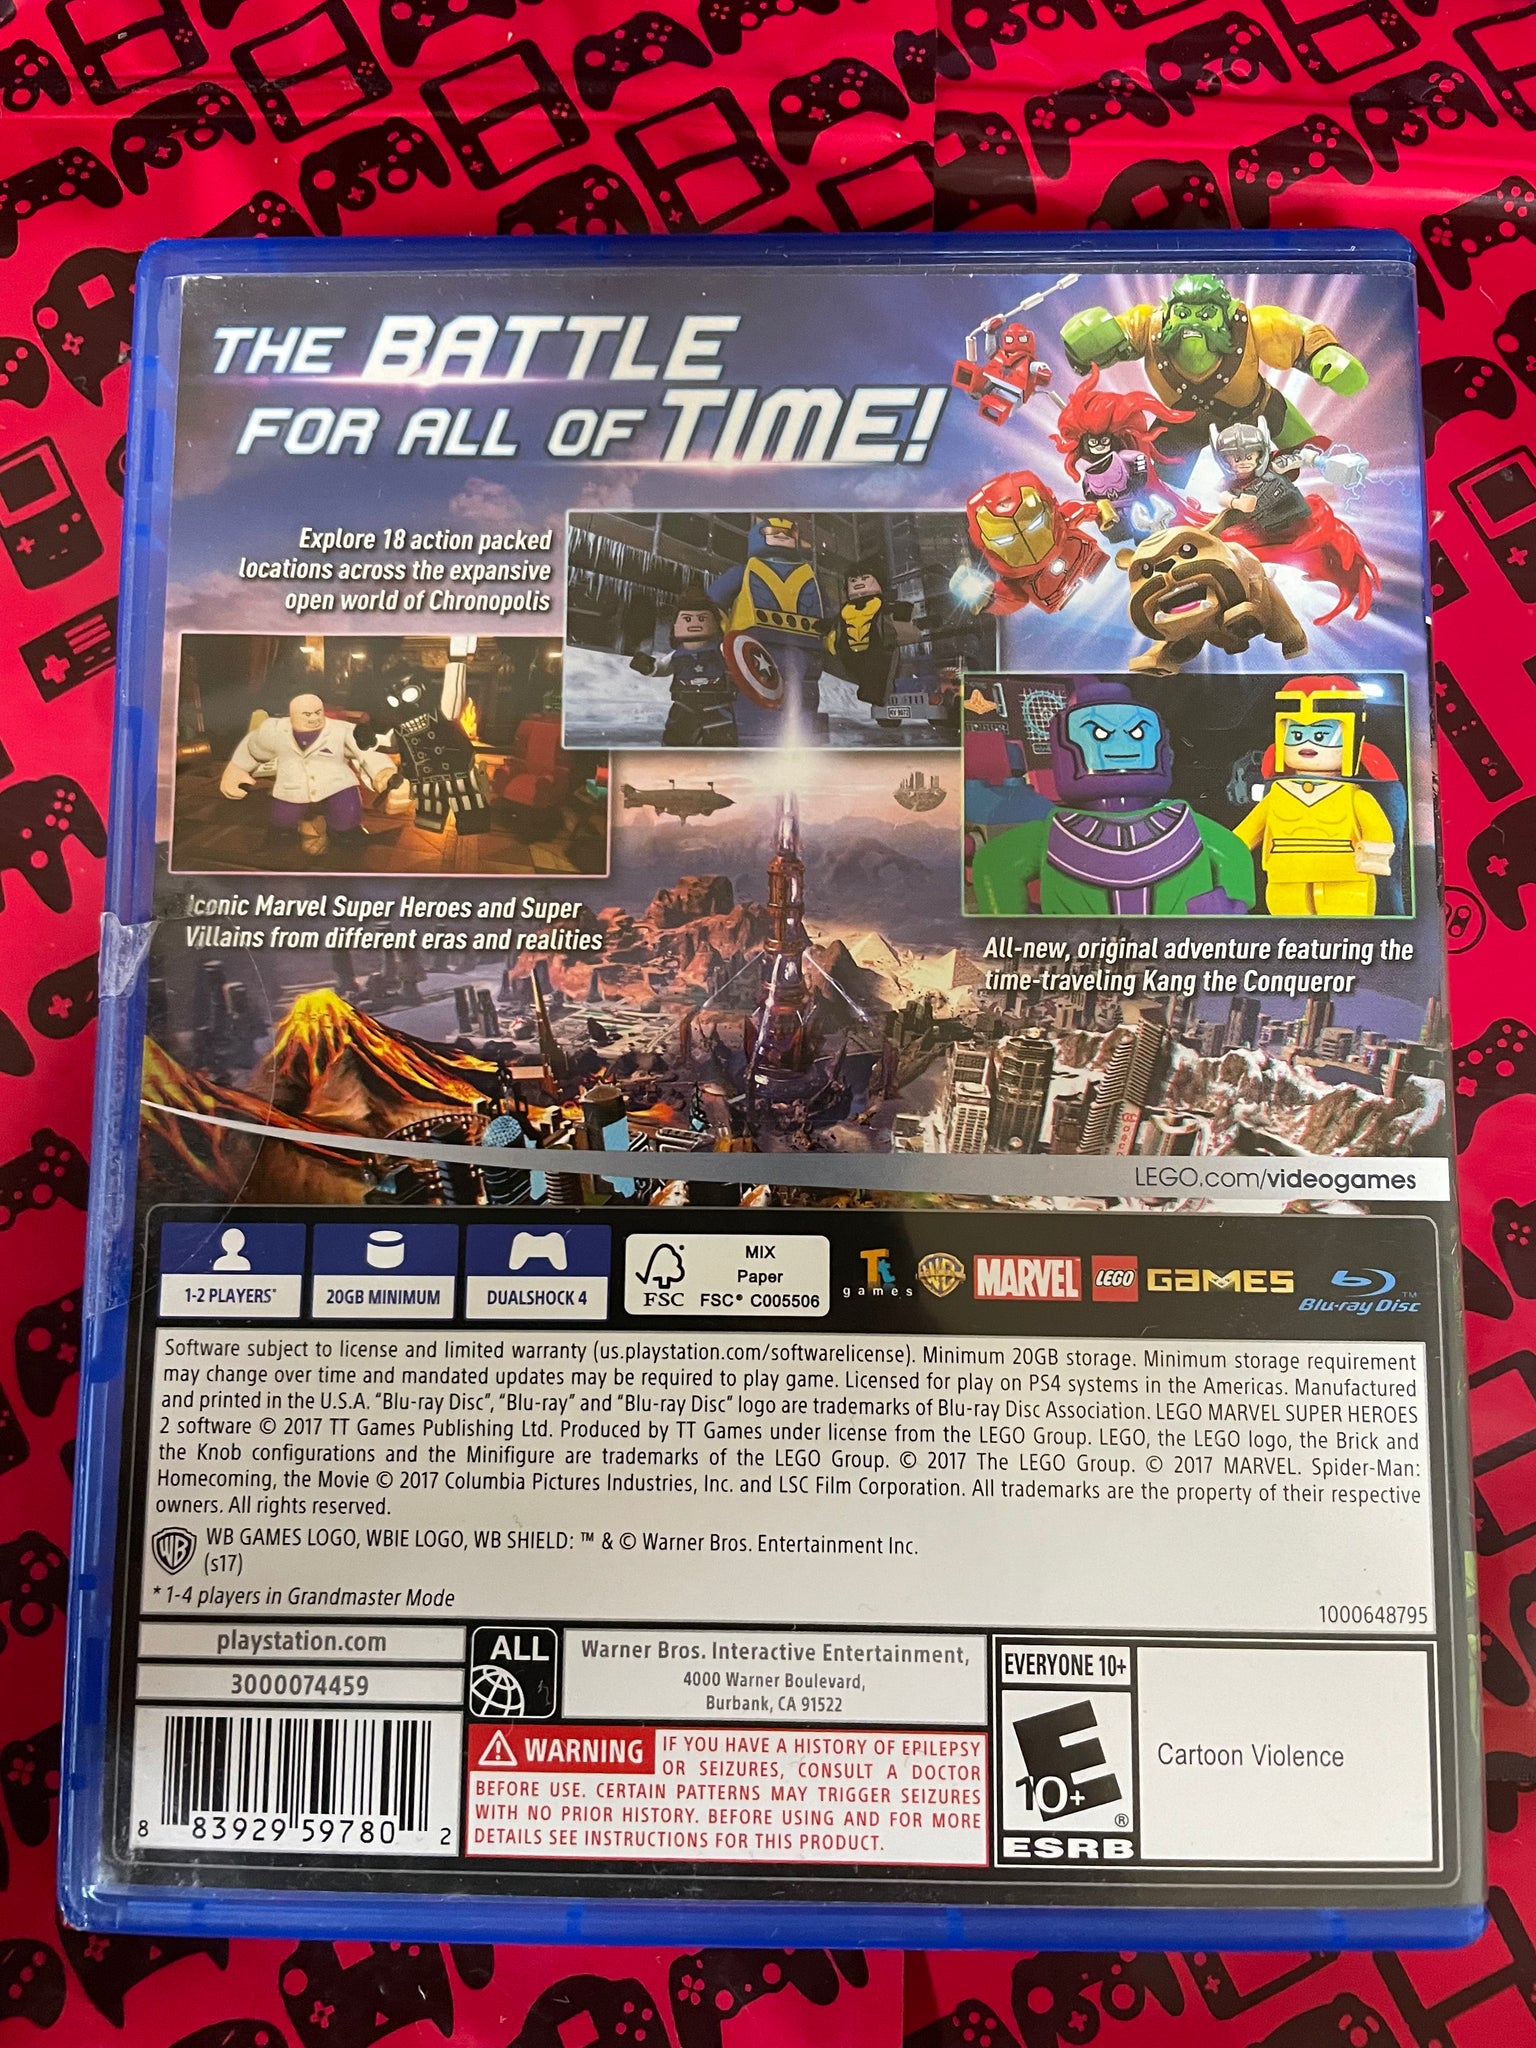 THE BATTLE
FOR ALL OF TIME!
Explore 18 action packed
locations across the expansive
open world of Chronopolis
Iconic Marvel Super Heroes and Super
Villains from different eras and realities
All-new, original adventure featuring the
time-traveling Kang the Conqueror
LEGO.com/videogames
1-2 PLAYERS*
20GB MINIMUM
DUALSHOCK 4
FSC
MIX
Paper
FSC® C005506
Tt
games
WB
MARVEL
LEGO
GAMES
Blu-ray Disc™
Software subject to license and limited warranty (us.playstation.com/softwarelicense). Minimum 20GB storage. Minimum storage requirement
may change over time and mandated updates may be required to play game. Licensed for play on PS4 systems in the Americas. Manufactured
and printed in the U.S.A. “Blu-ray Disc”, “Blu-ray” and “Blu-ray Disc” logo are trademarks of Blu-ray Disc Association. LEGO MARVEL SUPER HEROES
2 software © 2017 TT Games Publishing Ltd. Produced by TT Games under license from the LEGO Group. LEGO, the LEGO logo, the Brick and
the Knob configurations and the Minifigure are trademarks of the LEGO Group. © 2017 The LEGO Group. © 2017 MARVEL. Spider-Man:
Homecoming, the Movie © 2017 Columbia Pictures Industries, Inc. and LSC Film Corporation. All trademarks are the property of their respective
owners. All rights reserved.
WB
WB GAMES LOGO, WBIE LOGO, WB SHIELD: ™ & © Warner Bros. Entertainment Inc.
(s17)
* 1-4 players in Grandmaster Mode
1000648795
playstation.com
3000074459
ALL
Warner Bros. Interactive Entertainment,
4000 Warner Boulevard,
Burbank, CA 91522
WARNING IF YOU HAVE A HISTORY OF EPILEPSY
OR SEIZURES, CONSULT A DOCTOR
BEFORE USE. CERTAIN PATTERNS MAY TRIGGER SEIZURES
WITH NO PRIOR HISTORY. BEFORE USING AND FOR MORE
DETAILS SEE INSTRUCTIONS FOR THIS PRODUCT.
8 83929 59780 2
EVERYONE 10+
E
10+
®
ESRB
Cartoon Violence